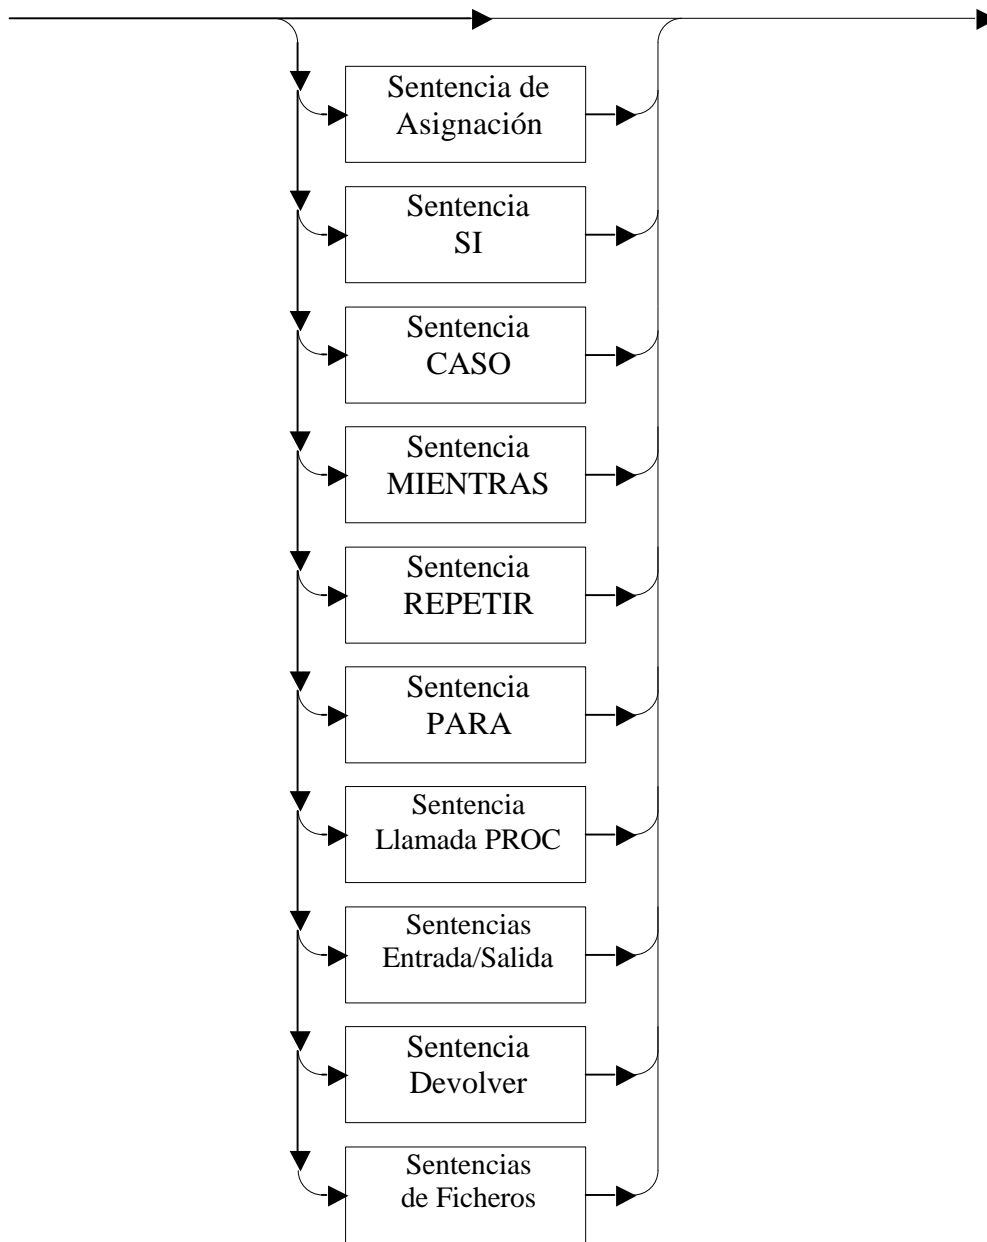 Sentencia de
Asignación
Sentencia
SI
Sentencia
CASO
Sentencia
MIENTRAS
Sentencia
REPETIR
Sentencia
PARA
Sentencia
Llamada PROC
Sentencias
Entrada/Salida
Sentencia
Devolver
Sentencias
de Ficheros